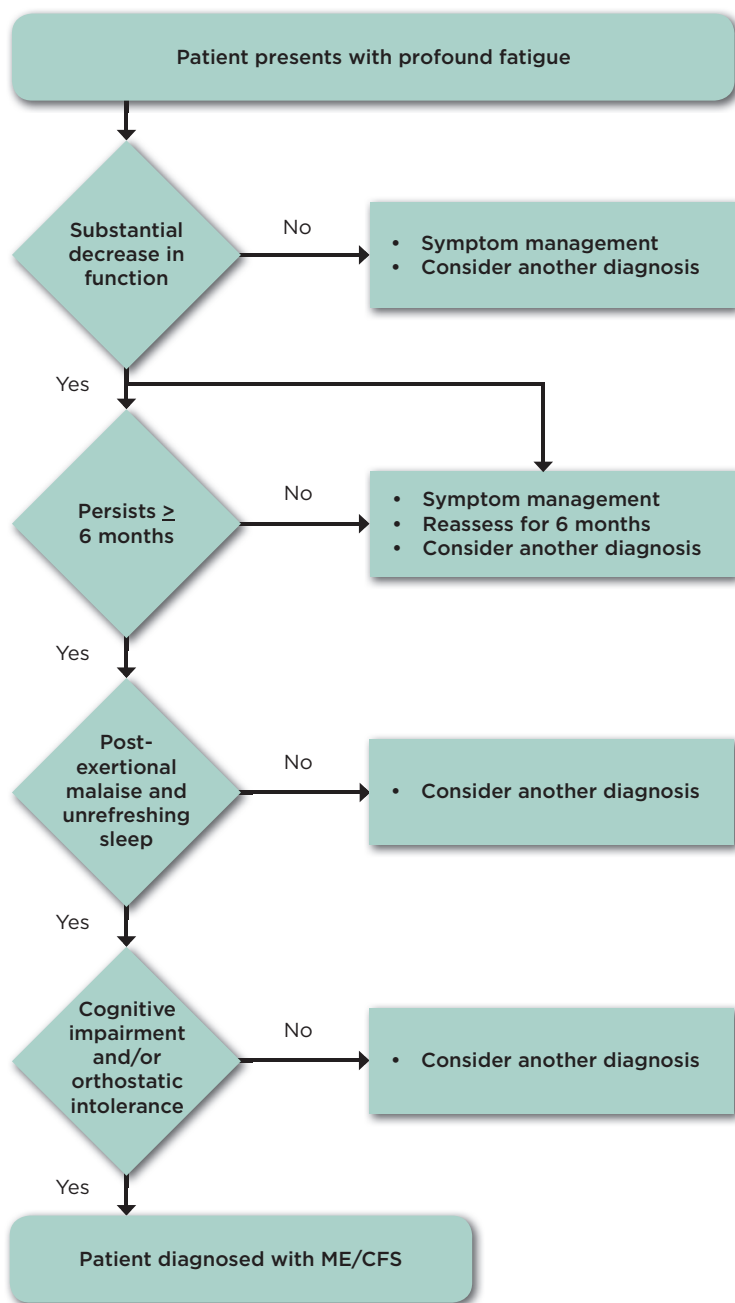 Patient presents with profound fatigue
Substantial
decrease in
function
No
• Symptom management
• Consider another diagnosis
Yes
Persists ≥
6 months
No
• Symptom management
• Reassess for 6 months
• Consider another diagnosis
Yes
Post-
exertional
malaise and
unrefreshing
sleep
No
• Consider another diagnosis
Yes
Cognitive
impairment
and/or
orthostatic
intolerance
No
• Consider another diagnosis
Yes
Patient diagnosed with ME/CFS